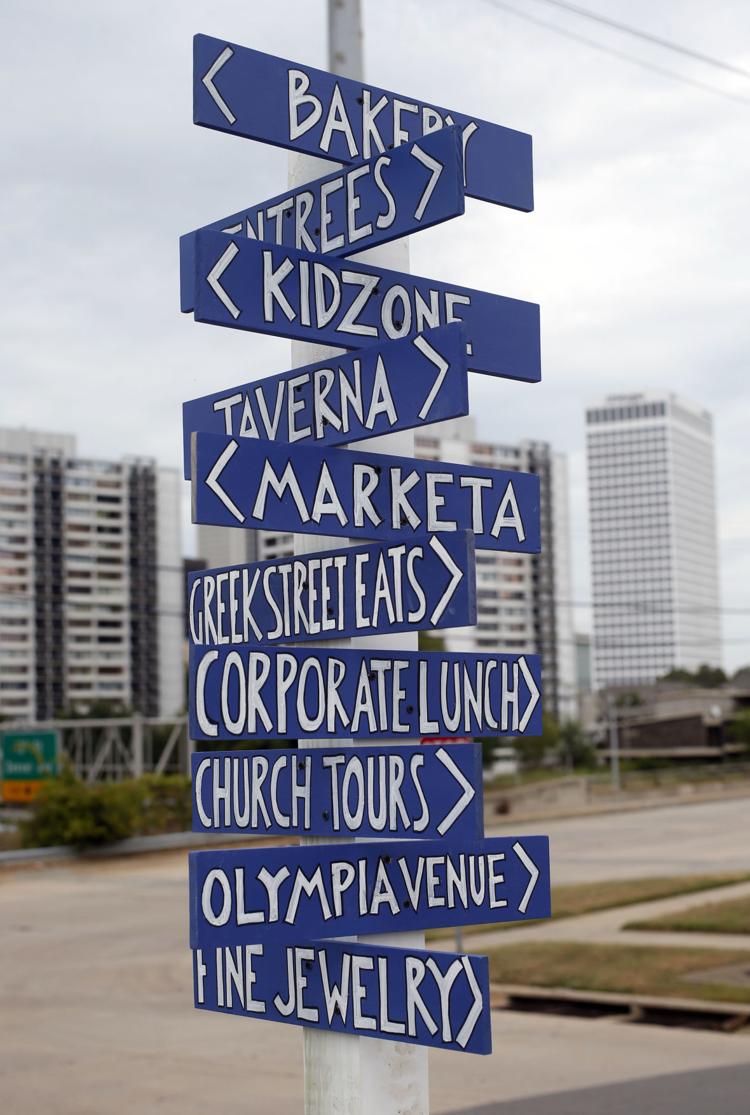 < BAKERY
ENTREES >
< KIDZONE
TAVERNA >
< MARKETA
GREEK STREET EATS >
CORPORATE LUNCH >
CHURCH TOURS >
OLYMPIA VENUE >
FINE JEWELRY >